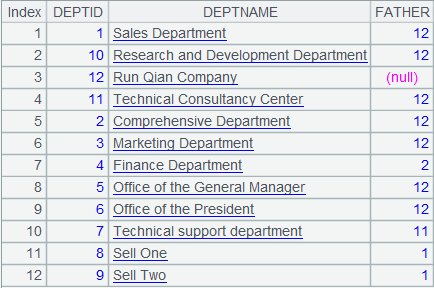 Index DEPTID DEPTNAME FATHER
1 1 Sales Department 12
2 10 Research and Development Department 12
3 12 Run Qian Company (null)
4 11 Technical Consultancy Center 12
5 2 Comprehensive Department 12
6 3 Marketing Department 12
7 4 Finance Department 2
8 5 Office of the General Manager 12
9 6 Office of the President 12
10 7 Technical support department 11
11 8 Sell One 1
12 9 Sell Two 1